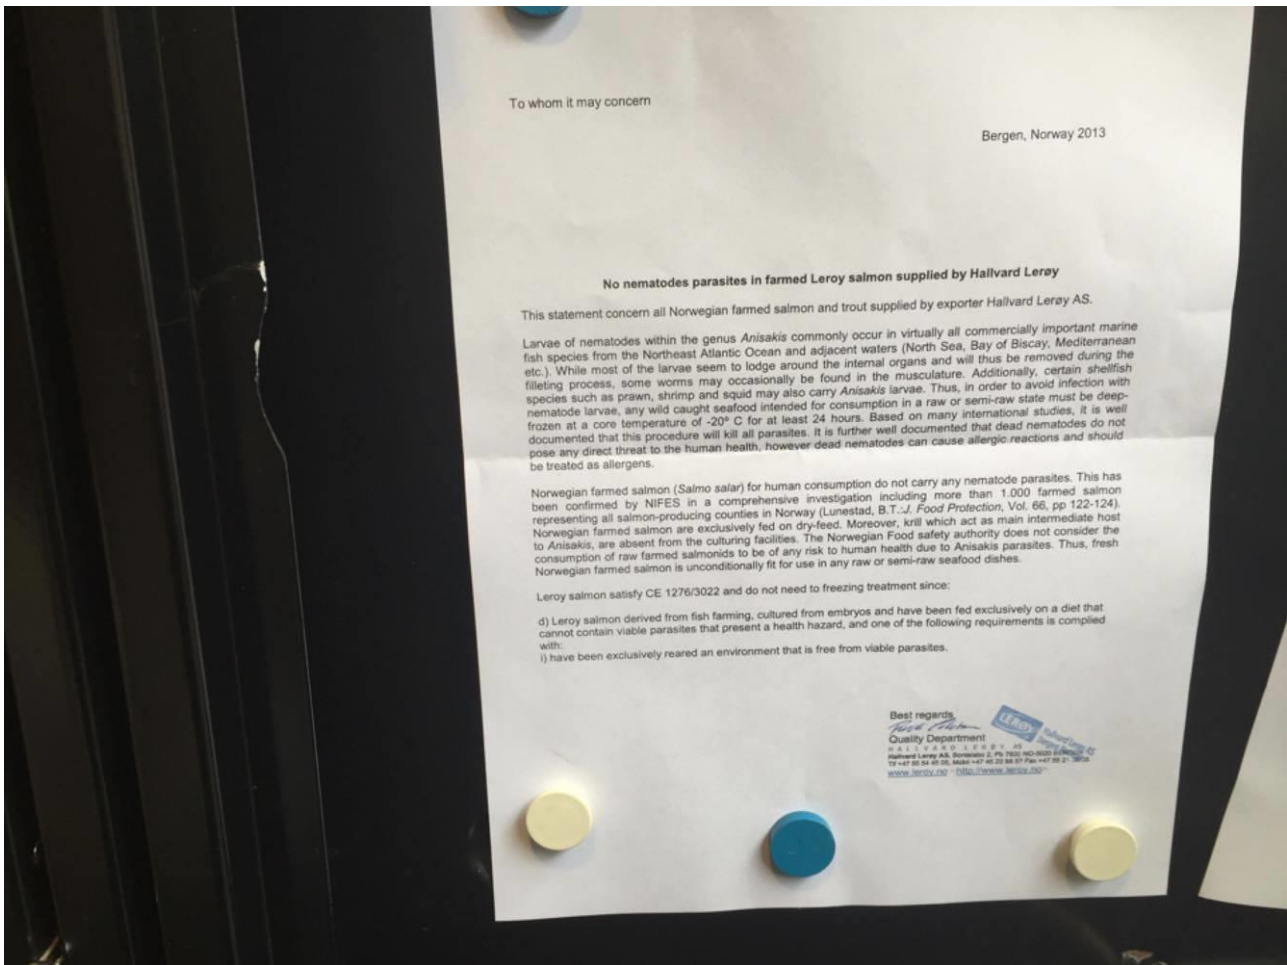 To whom it may concern
Bergen, Norway 2013
No nematodes parasites in farmed Leroy salmon supplied by Hallvard Lerøy
This statement concern all Norwegian farmed salmon and trout supplied by exporter Hallvard Lerøy AS.
Larvae of nematodes within the genus Anisakis commonly occur in virtually all commercially important marine
fish species from the Northeast Atlantic Ocean and adjacent waters (North Sea, Bay of Biscay, Mediterranean
etc.). While most of the larvae seem to lodge around the internal organs and will thus be removed during the
filleting process, some worms may occasionally be found in the musculature. Additionally, certain shellfish
species such as prawn, shrimp and squid may also carry Anisakis larvae. Thus, in order to avoid infection with
nematode larvae, any wild caught seafood intended for consumption in a raw or semi-raw state must be deep-
frozen at a core temperature of -20º C for at least 24 hours. Based on many international studies, it is well
documented that this procedure will kill all parasites. It is further well documented that dead nematodes do not
pose any direct threat to the human health, however dead nematodes can cause allergic reactions and should
be treated as allergens.
Norwegian farmed salmon (Salmo salar) for human consumption do not carry any nematode parasites. This has
been confirmed by NIFES in a comprehensive investigation including more than 1.000 farmed salmon
representing all salmon-producing counties in Norway (Lunestad, B.T.:J. Food Protection, Vol. 66, pp 122-124).
Norwegian farmed salmon are exclusively fed on dry-feed. Moreover, krill which act as main intermediate host
to Anisakis, are absent from the culturing facilities. The Norwegian Food safety authority does not consider the
consumption of raw farmed salmonids to be of any risk to human health due to Anisakis parasites. Thus, fresh
Norwegian farmed salmon is unconditionally fit for use in any raw or semi-raw seafood dishes.
Leroy salmon satisfy CE 1276/3022 and do not need to freezing treatment since:
d) Leroy salmon derived from fish farming, cultured from embryos and have been fed exclusively on a diet that
cannot contain viable parasites that present a health hazard, and one of the following requirements is complied
with:
i) have been exclusively reared an environment that is free from viable parasites.
Best regards
LERØY
Hallvard Lerøy AS
Quality Department
HALLVARD LERØY AS
Hallvard Lerøy AS,
www.leroy.no - http://www.leroy.no